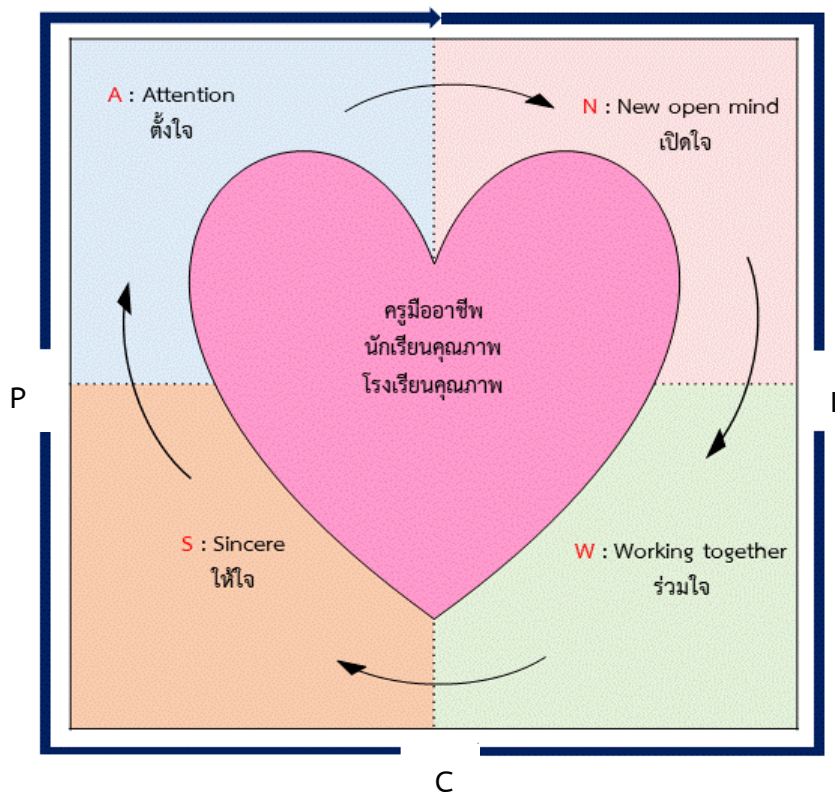 A : Attention
ตั้งใจ
N : New open mind
เปิดใจ
ครูมืออาชีพ
นักเรียนคุณภาพ
โรงเรียนคุณภาพ
P
S : Sincere
ให้ใจ
W : Working together
ร่วมใจ
C